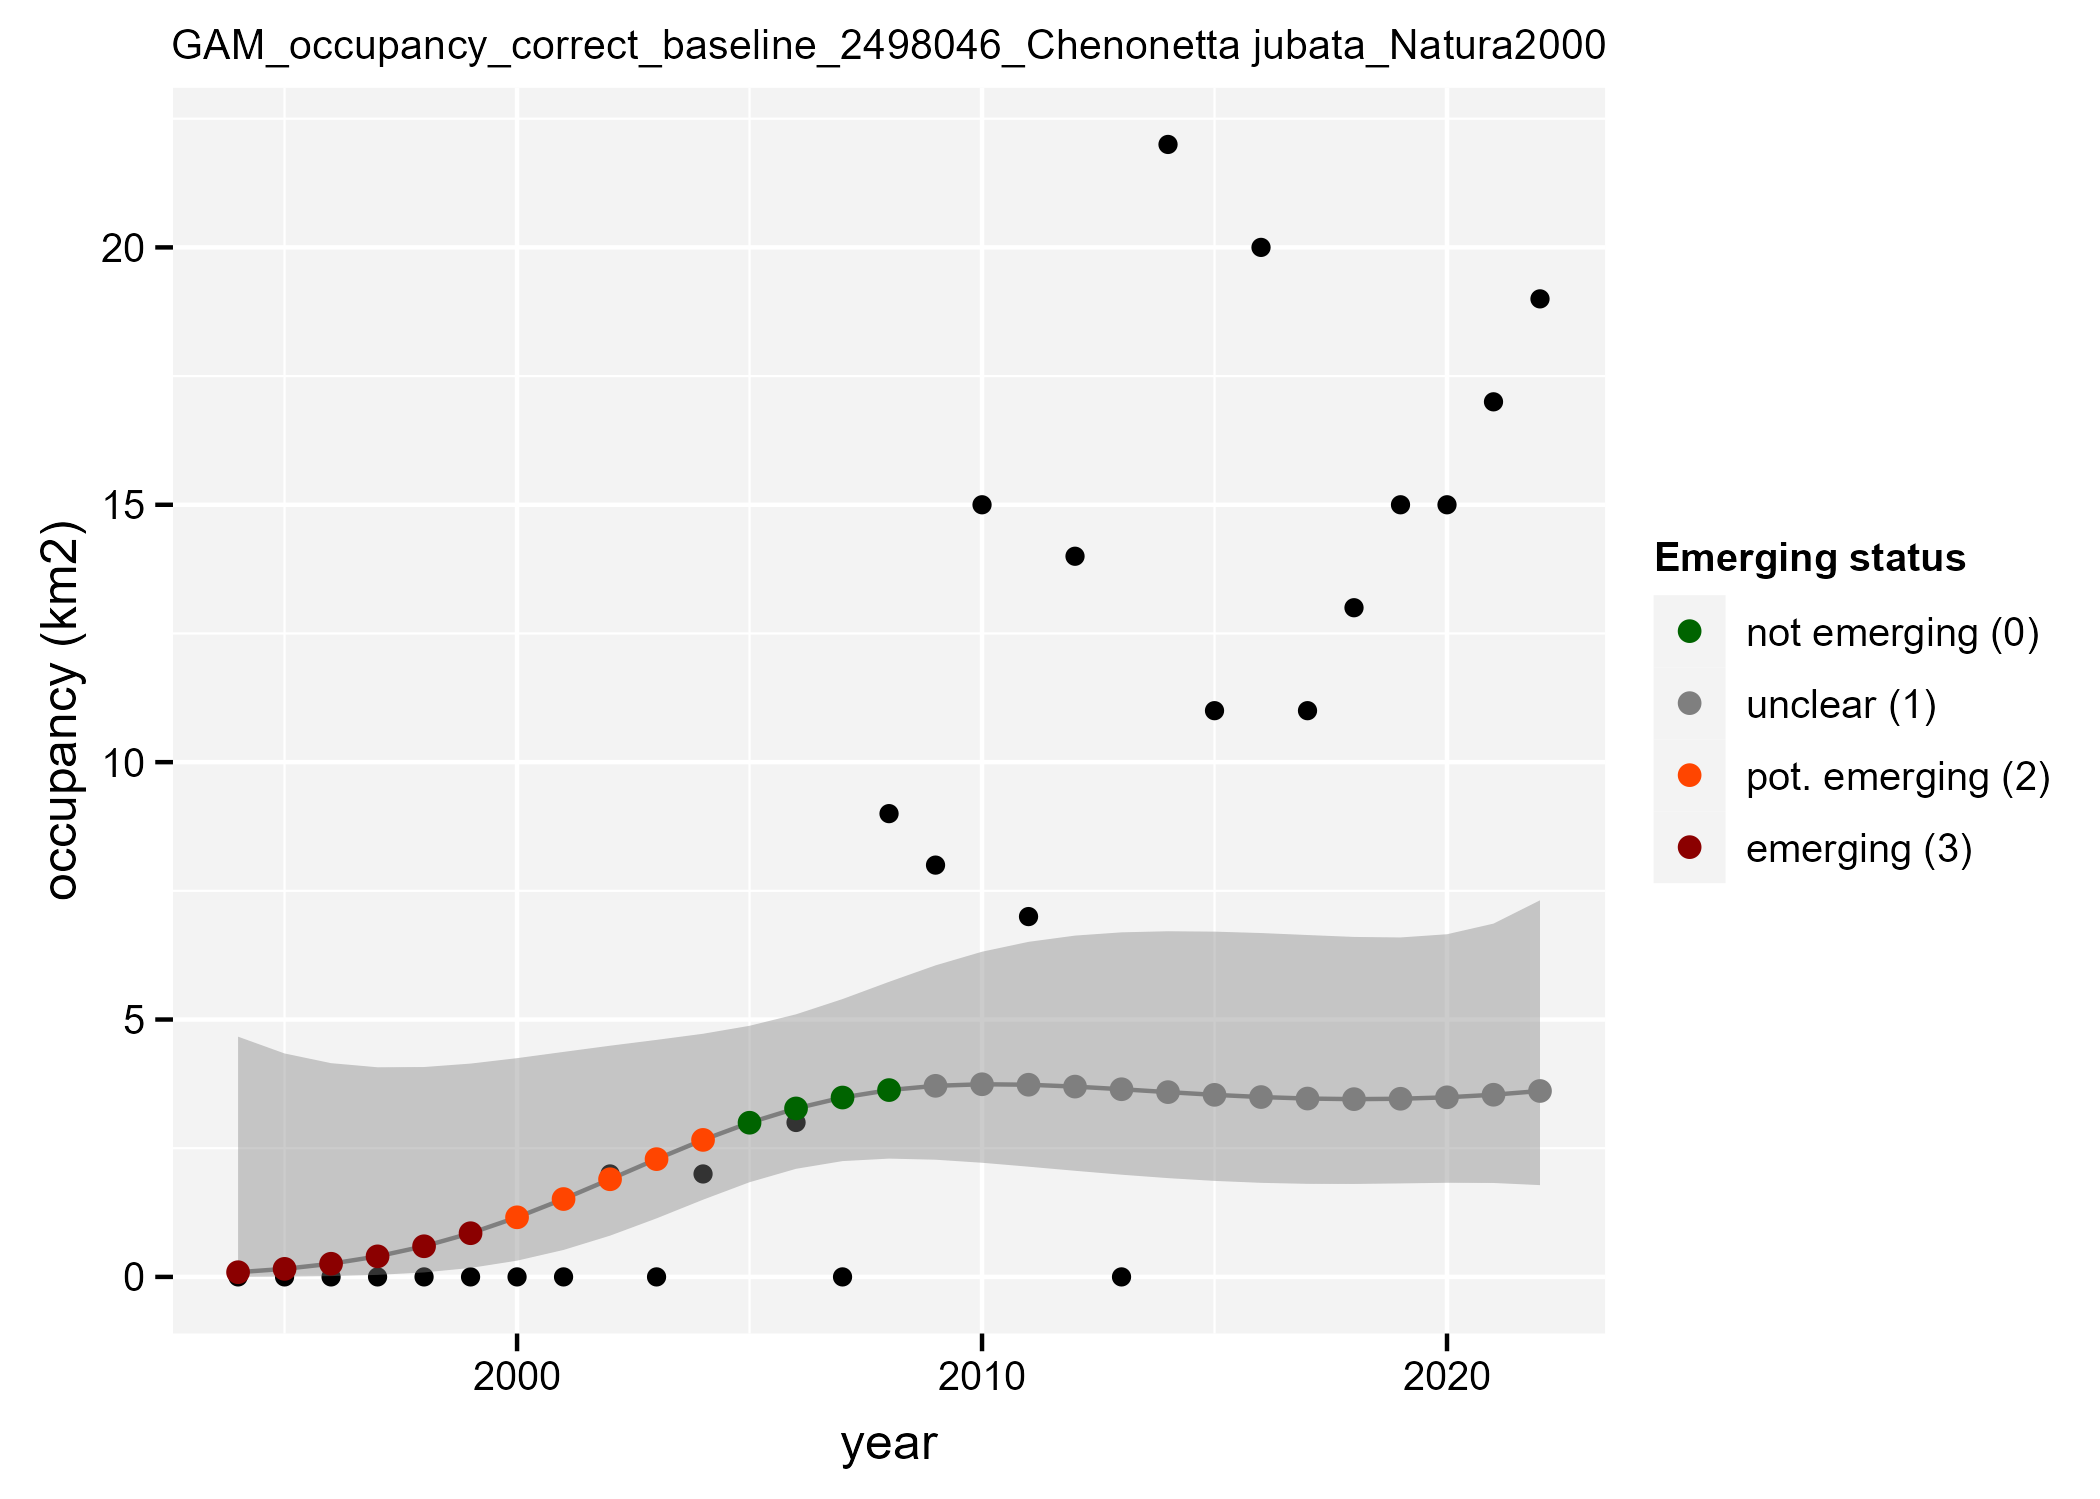 GAM_occupancy_correct_baseline_2498046_Chenonetta jubata_Natura2000
occupancy (km2)
20
15
10
5
0
2000
2010
2020
year
Emerging status
not emerging (0)
unclear (1)
pot. emerging (2)
emerging (3)